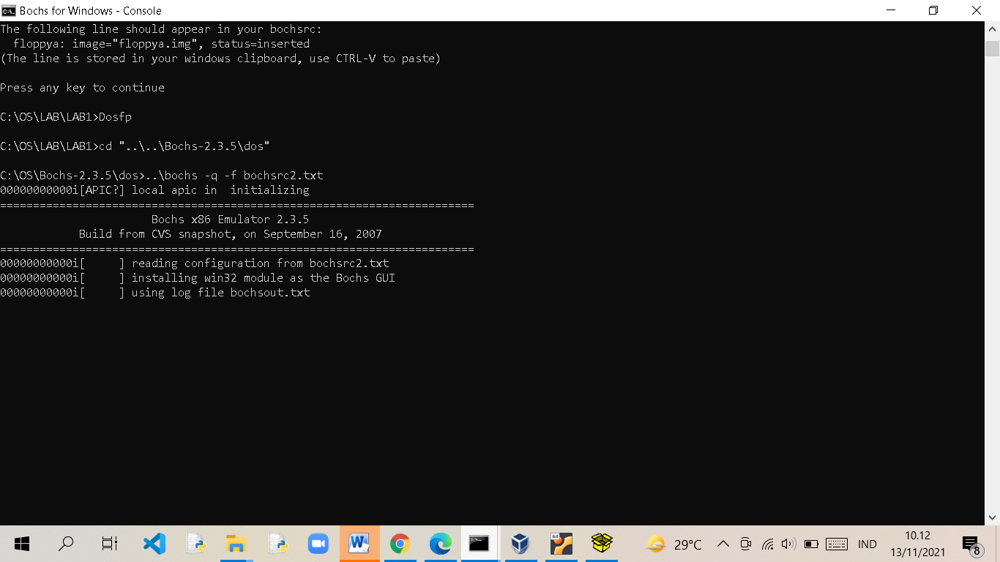 Bochs for Windows - Console
The following line should appear in your bochsrc:
  floppya: image="floppya.img", status=inserted
(The line is stored in your windows clipboard, use CTRL-V to paste)
Press any key to continue
C:\OS\LAB\LAB1>Dosfp
C:\OS\LAB\LAB1>cd "..\..\Bochs-2.3.5\dos"
C:\OS\Bochs-2.3.5\dos>..\bochs -q -f bochsrc2.txt
00000000000i[APIC?] local apic in  initializing
========================================================================
                       Bochs x86 Emulator 2.3.5
            Build from CVS snapshot, on September 16, 2007
========================================================================
00000000000i[     ] reading configuration from bochsrc2.txt
00000000000i[     ] installing win32 module as the Bochs GUI
00000000000i[     ] using log file bochsout.txt
29°C
IND
10.12
13/11/2021
8
64